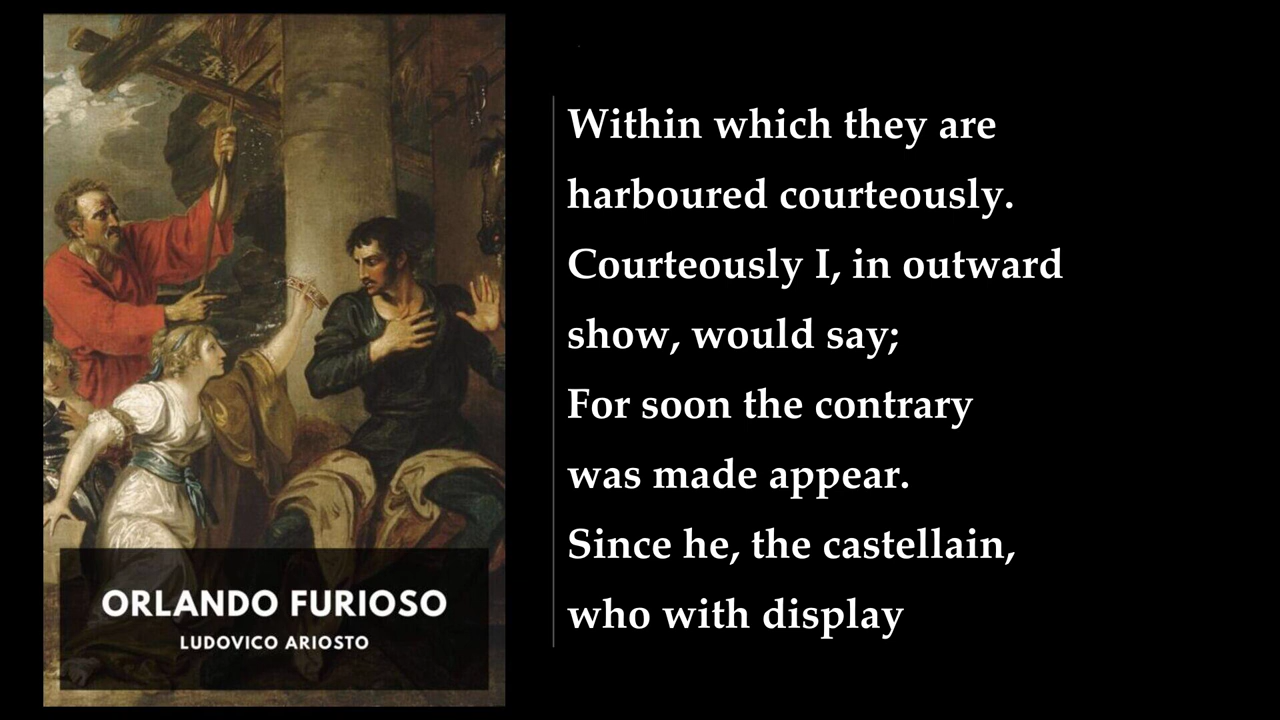 ORLANDO FURIOSO
LUDOVICO ARIOSTO
Within which they are
harboured courteously.
Courteously I, in outward
show, would say;
For soon the contrary
was made appear.
Since he, the castellain,
who with display